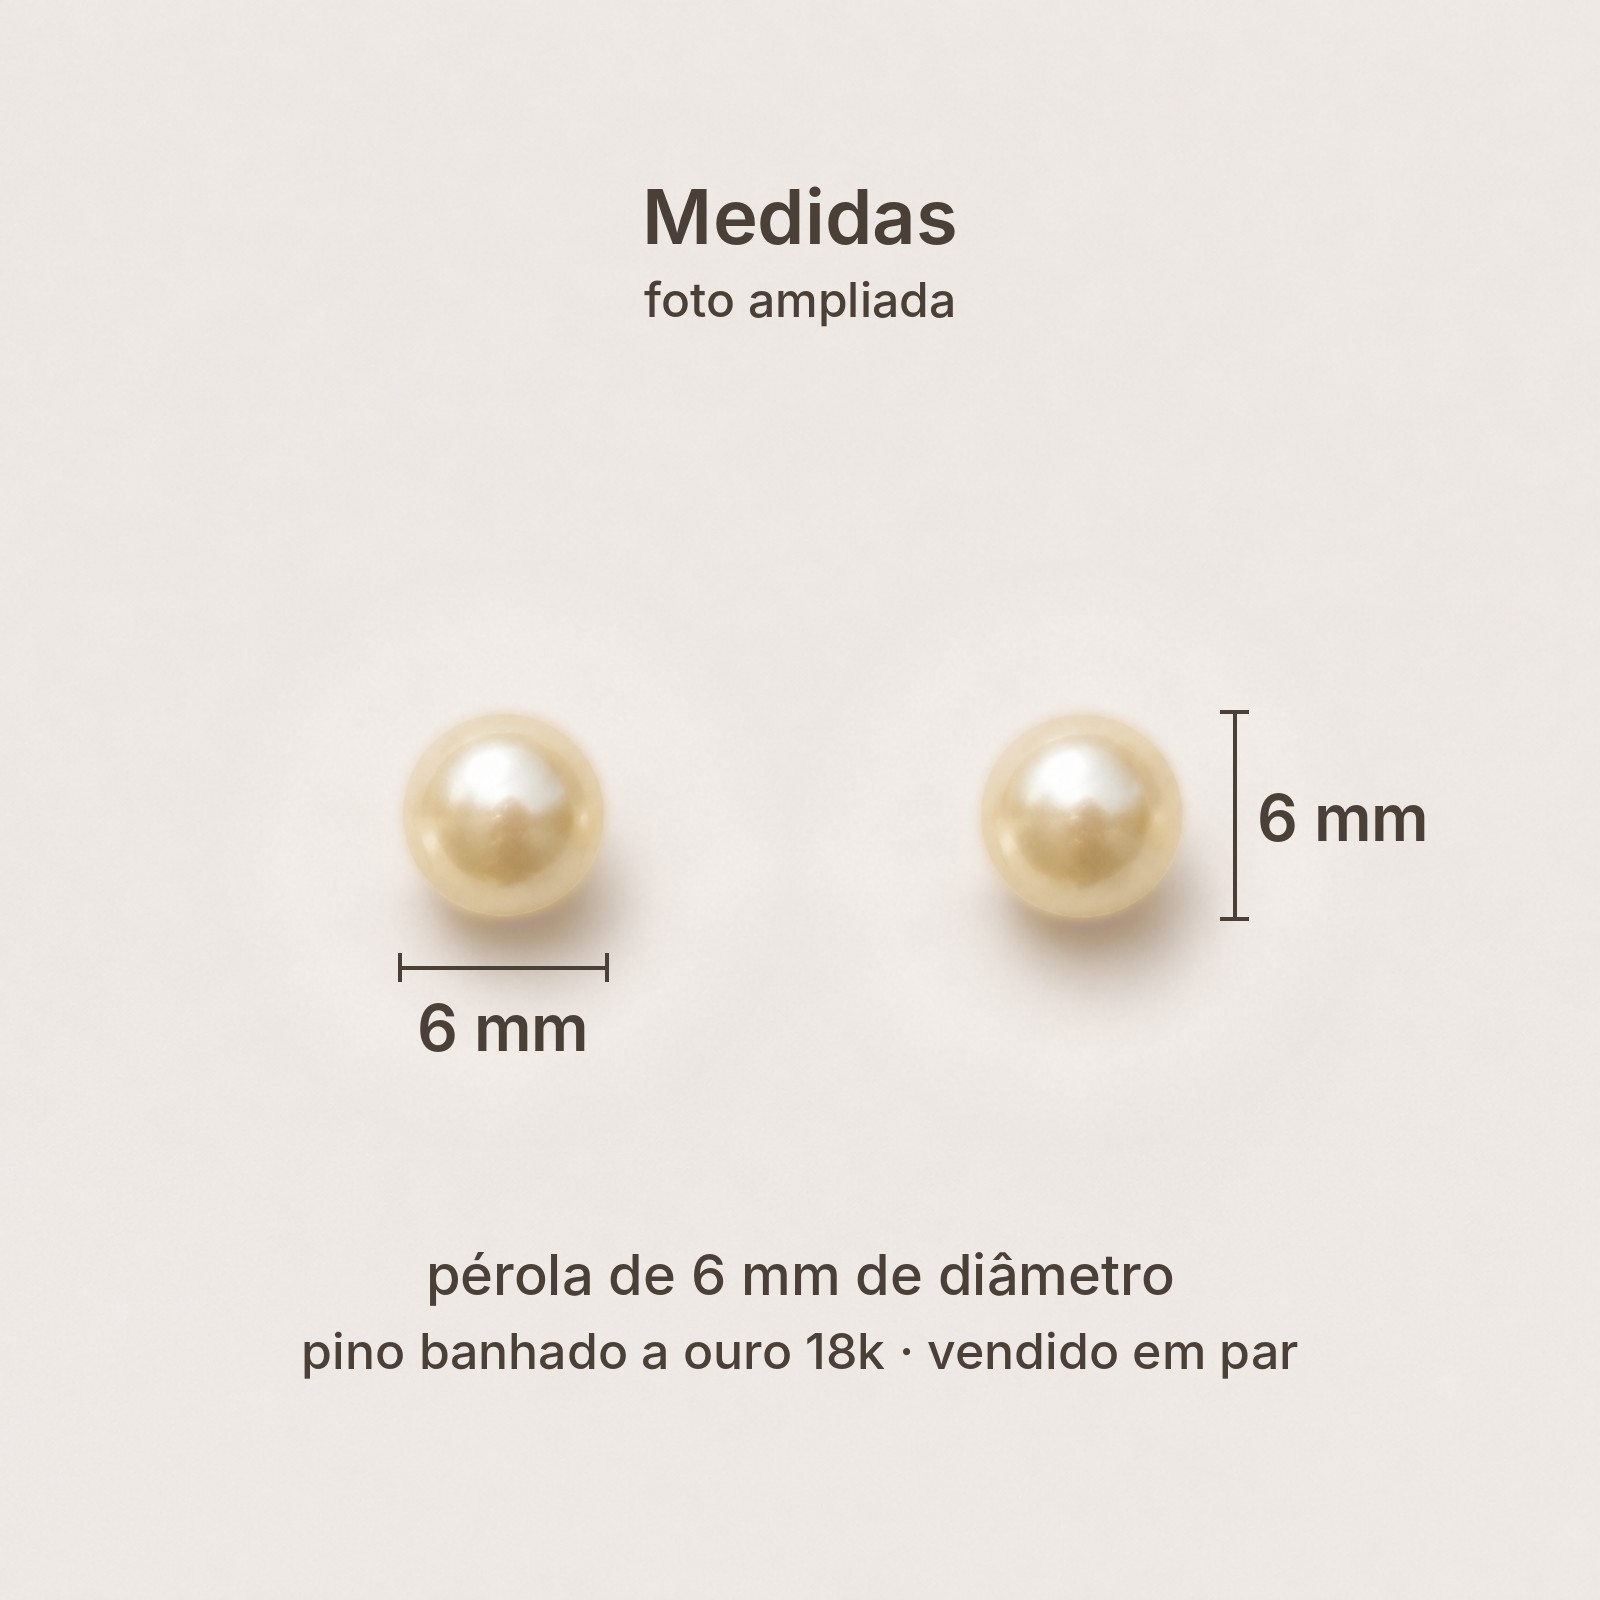 Medidas
foto ampliada
6 mm
6 mm
pérola de 6 mm de diâmetro
pino banhado a ouro 18k · vendido em par